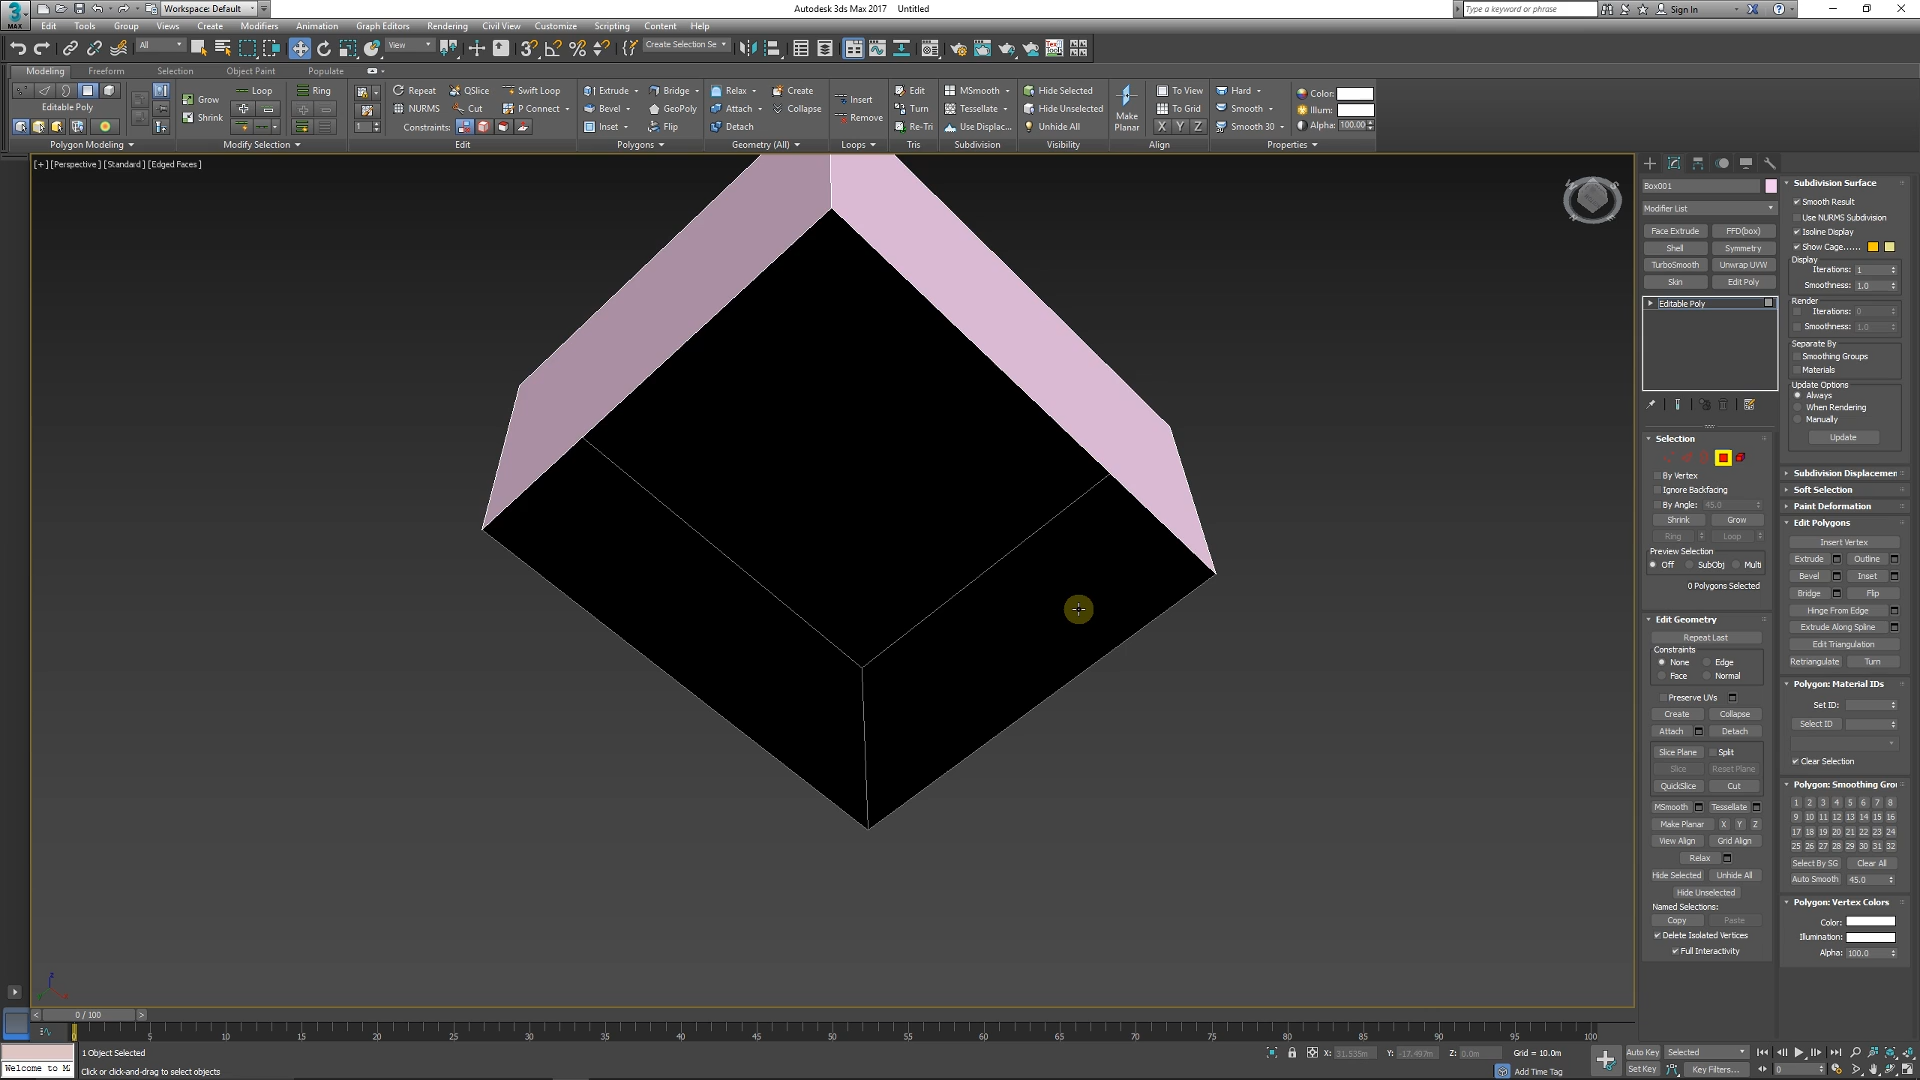 3
MAX
Workspace: Default
Autodesk 3ds Max 2017 Untitled
Type a keyword or phrase
Sign In
Edit Tools Group Views Create Modifiers Animation Graph Editors Rendering Civil View Customize Scripting Content Help
All
View
Create Selection Se
Modeling Freeform Selection Object Paint Populate
Editable Poly
Polygon Modeling
Grow
Shrink
Loop
Ring
Modify Selection
Repeat QSlice Swift Loop
NURMS Cut P Connect
1 Constraints:
Edit
Extrude Bridge
Bevel GeoPoly
Inset Flip
Polygons
Relax Create
Attach Collapse
Detach
Geometry (All)
Insert
Remove
Loops
Edit
Turn
Re-Tri
Tris
MSmooth
Tessellate
Use Displac...
Subdivision
Hide Selected
Hide Unselected
Unhide All
Visibility
Make
Planar
To View
To Grid
X Y Z
Align
Hard
Smooth
Smooth 30
Color:
Illum:
Alpha: 100.00
Properties
[+] [Perspective] [Standard] [Edged Faces]
Box001
Modifier List
Face Extrude FFD(box)
Shell Symmetry
TurboSmooth Unwrap UVW
Skin Edit Poly
Editable Poly
Selection
By Vertex
Ignore Backfacing
By Angle: 45.0
Shrink Grow
Ring Loop
Preview Selection
Off SubObj Multi
0 Polygons Selected
Edit Geometry
Repeat Last
Constraints
None Edge
Face Normal
Preserve UVs
Create Collapse
Attach Detach
Slice Plane Split
Slice Reset Plane
QuickSlice Cut
MSmooth Tessellate
Make Planar X Y Z
View Align Grid Align
Relax
Hide Selected Unhide All
Hide Unselected
Named Selections:
Copy Paste
Delete Isolated Vertices
Full Interactivity
Subdivision Surface
Smooth Result
Use NURMS Subdivision
Isoline Display
Show Cage......
Display
Iterations: 1
Smoothness: 1.0
Render
Iterations: 0
Smoothness: 1.0
Separate By
Smoothing Groups
Materials
Update Options
Always
When Rendering
Manually
Update
Subdivision Displacemen
Soft Selection
Paint Deformation
Edit Polygons
Insert Vertex
Extrude Outline
Bevel Inset
Bridge Flip
Hinge From Edge
Extrude Along Spline
Edit Triangulation
Retriangulate Turn
Polygon: Material IDs
Set ID:
Select ID
Clear Selection
Polygon: Smoothing Gro
1 2 3 4 5 6 7 8
9 10 11 12 13 14 15 16
17 18 19 20 21 22 23 24
25 26 27 28 29 30 31 32
Select By SG Clear All
Auto Smooth 45.0
Polygon: Vertex Colors
Color:
Illumination:
Alpha: 100.0
< 0 / 100 >
0 5 10 15 20 25 30 35 40 45 50 55 60 65 70 75 80 85 90 95 100
1 Object Selected
Welcome to M
Click or click-and-drag to select objects
X: 31.535m Y: -17.497m Z: 0.0m Grid = 10.0m
Add Time Tag
Auto Key Selected
Set Key Key Filters...
0